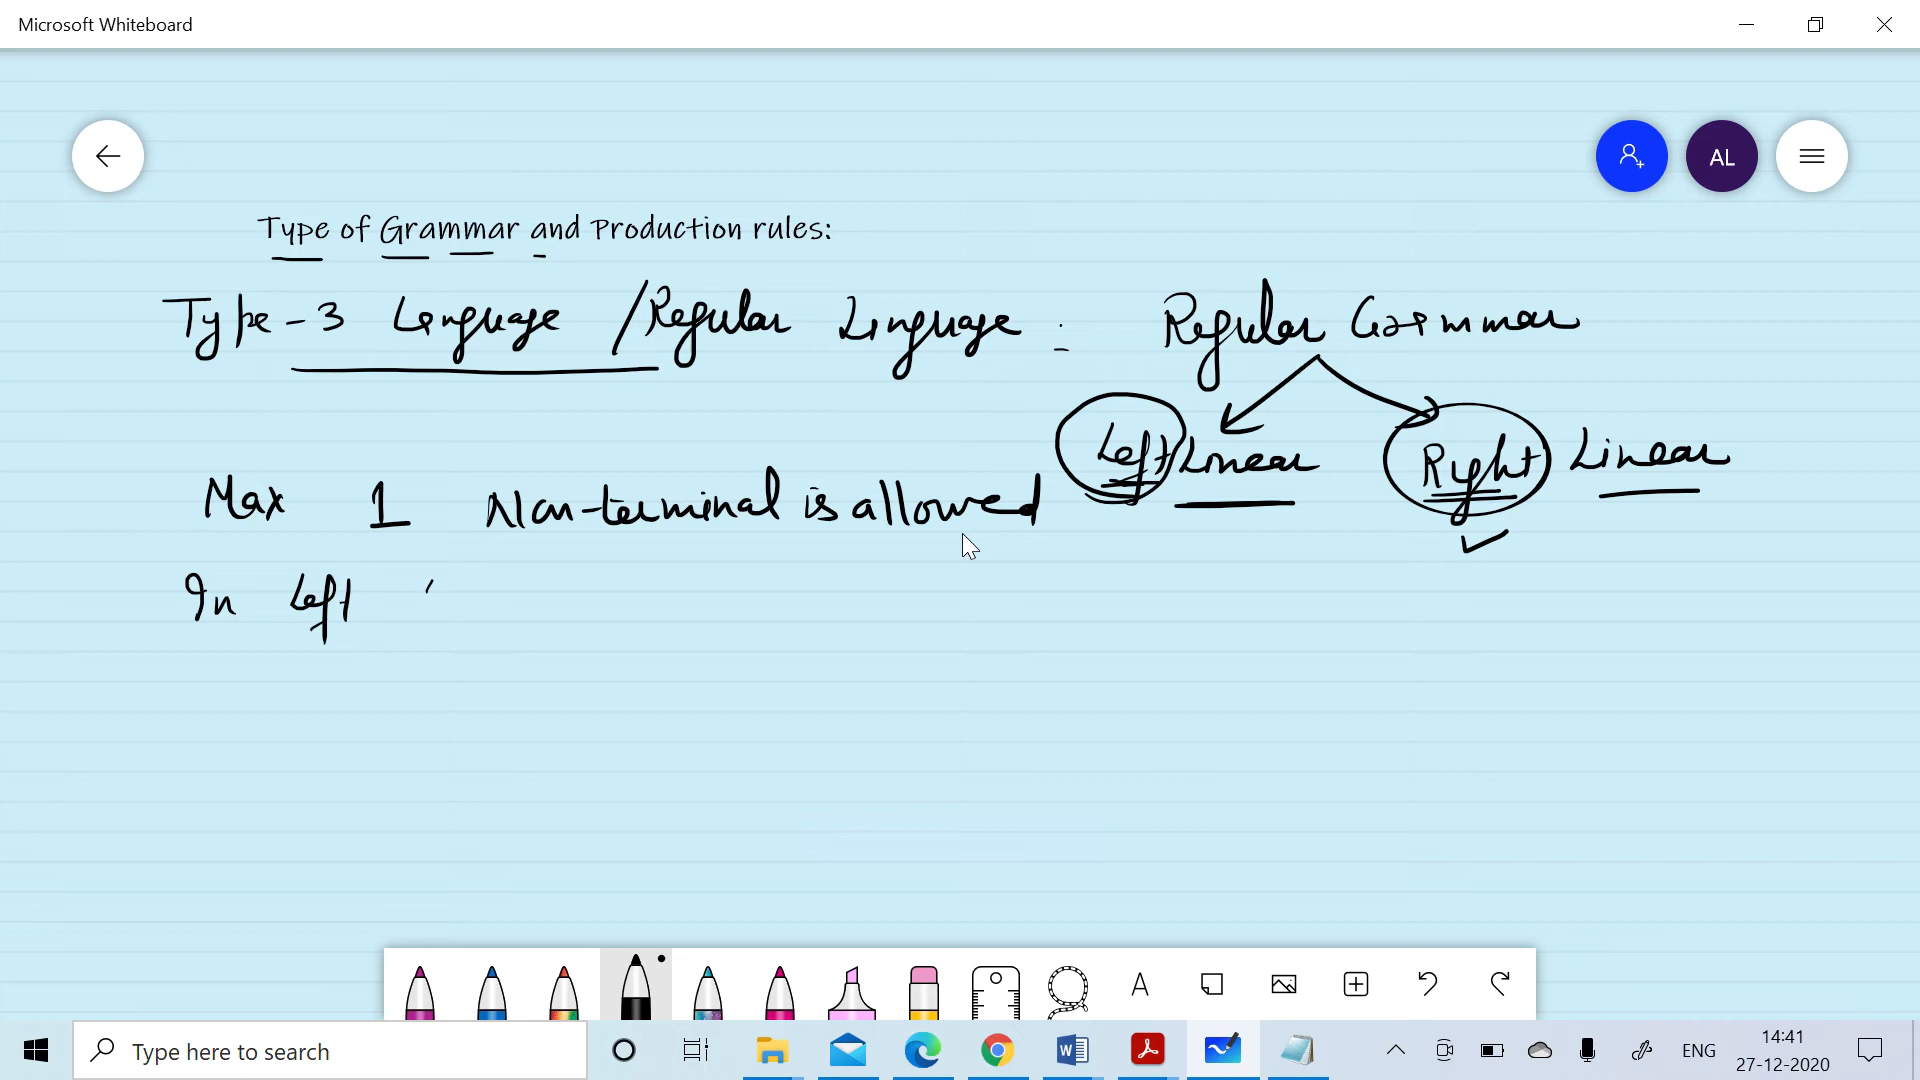 Microsoft Whiteboard
AL
Type of Grammar and Production rules:
Type-3 Language / Regular Language : Regular Grammar
Left Linear Right Linear
Max 1 Non-terminal is allowed
In Left
A
Type here to search
ENG
14:41
27-12-2020